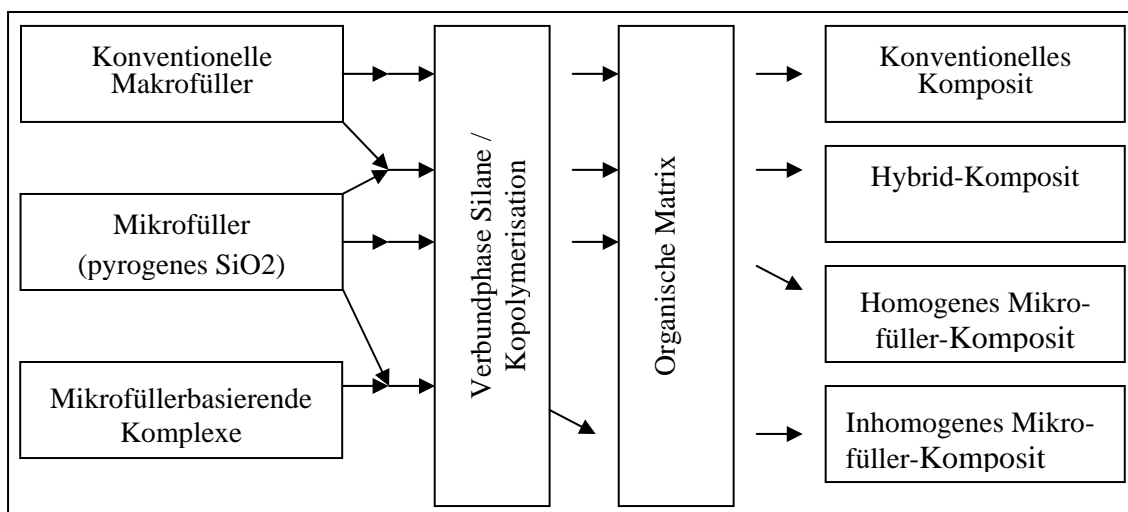 Konventionelle
Makrofüller
Mikrofüller
(pyrogenes SiO2)
Mikrofüllerbasierende
Komplexe
Verbundphase Silane /
Kopolymerisation
Organische Matrix
Konventionelles
Komposit
Hybrid-Komposit
Homogenes Mikro-
füller-Komposit
Inhomogenes Mikro-
füller-Komposit